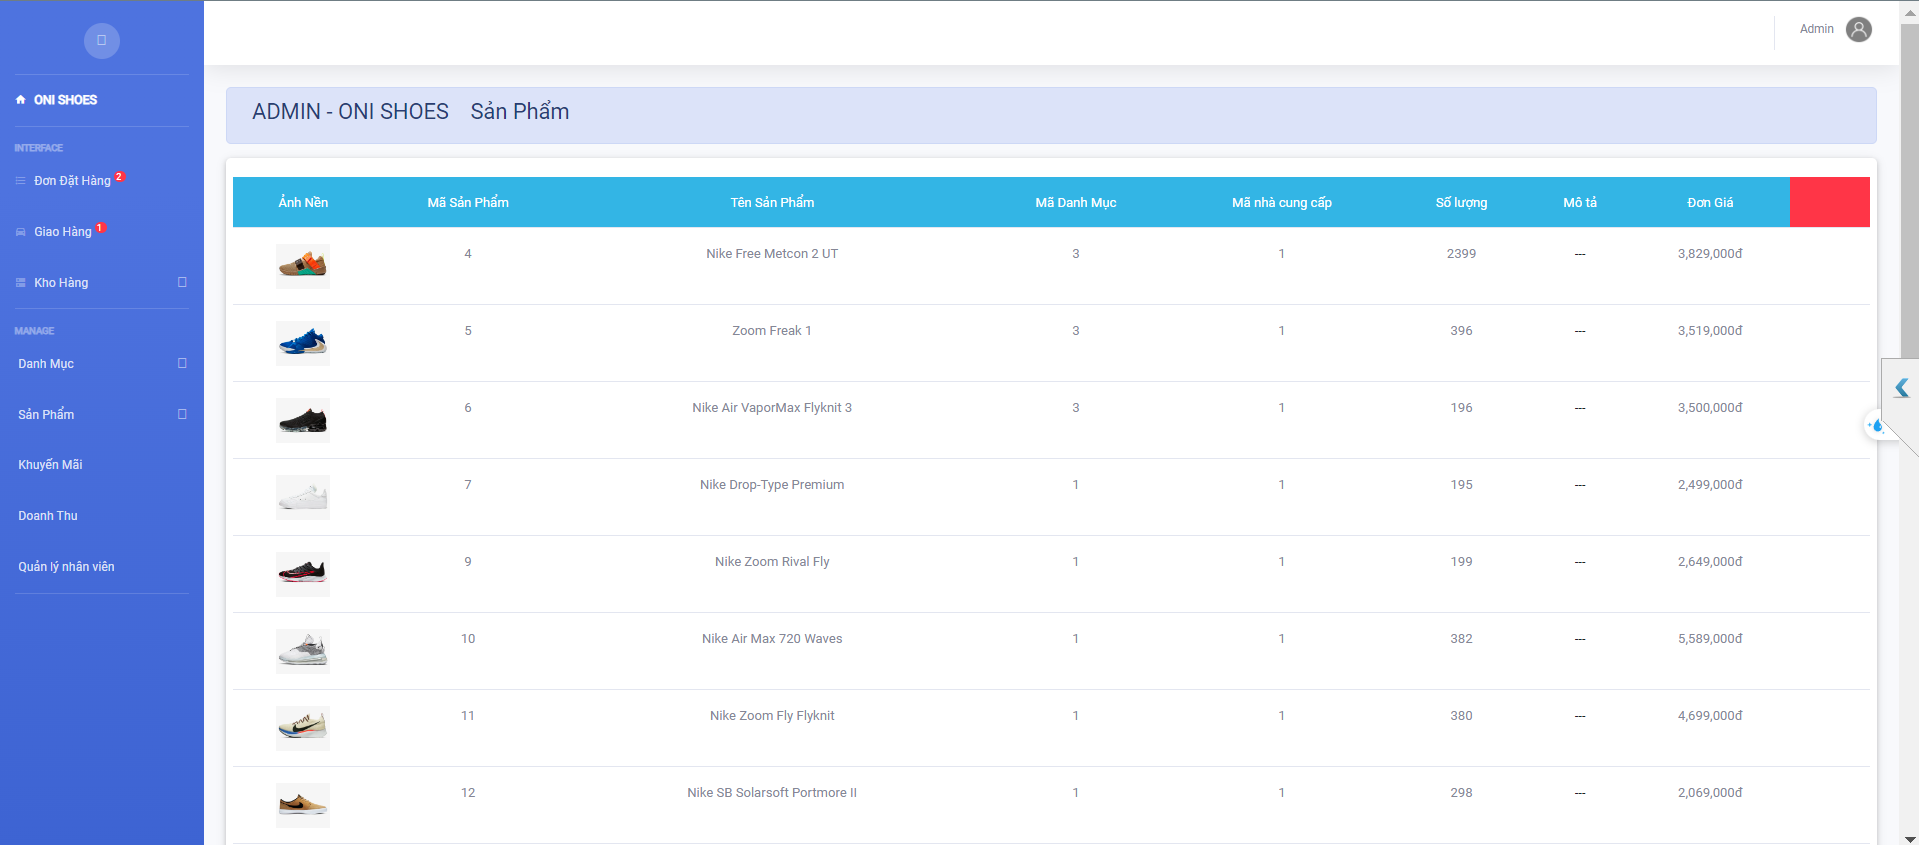 Admin
ONI SHOES
INTERFACE
Đơn Đặt Hàng 2
Giao Hàng 1
Kho Hàng
MANAGE
Danh Mục
Sản Phẩm
Khuyến Mãi
Doanh Thu
Quản lý nhân viên
ADMIN - ONI SHOES Sản Phẩm
Ảnh Nền Mã Sản Phẩm Tên Sản Phẩm Mã Danh Mục Mã nhà cung cấp Số lượng Mô tả Đơn Giá
4 Nike Free Metcon 2 UT 3 1 2399 --- 3,829,000đ
5 Zoom Freak 1 3 1 396 --- 3,519,000đ
6 Nike Air VaporMax Flyknit 3 3 1 196 --- 3,500,000đ
7 Nike Drop-Type Premium 1 1 195 --- 2,499,000đ
9 Nike Zoom Rival Fly 1 1 199 --- 2,649,000đ
10 Nike Air Max 720 Waves 1 1 382 --- 5,589,000đ
11 Nike Zoom Fly Flyknit 1 1 380 --- 4,699,000đ
12 Nike SB Solarsoft Portmore II 1 1 298 --- 2,069,000đ